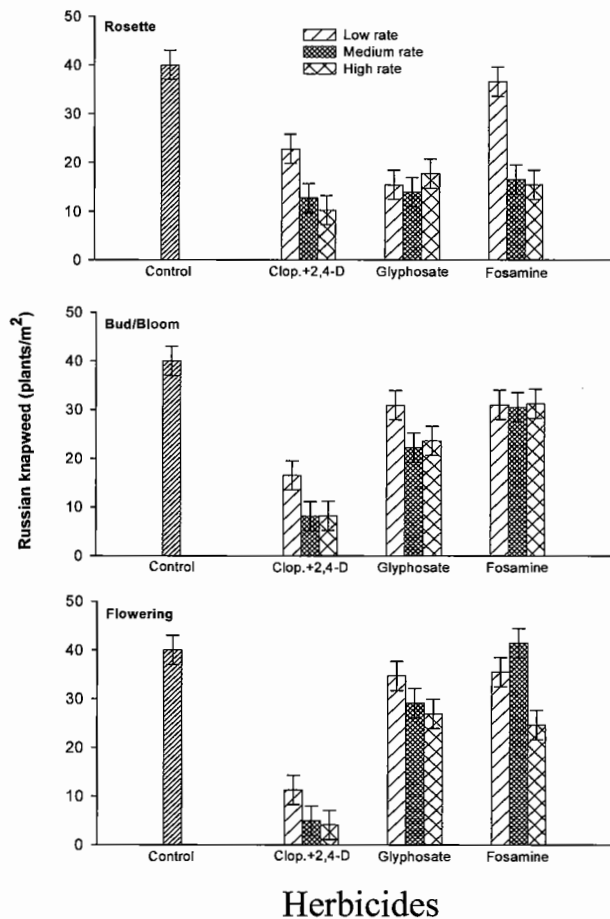 Rosette
Low rate
Medium rate
High rate
50
40
30
20
10
0
Control
Clop.+2,4-D
Glyphosate
Fosamine
Russian knapweed (plants/m²)
Bud/Bloom
50
40
30
20
10
0
Control
Clop.+2,4-D
Glyphosate
Fosamine
Flowering
50
40
30
20
10
0
Control
Clop.+2,4-D
Glyphosate
Fosamine
Herbicides